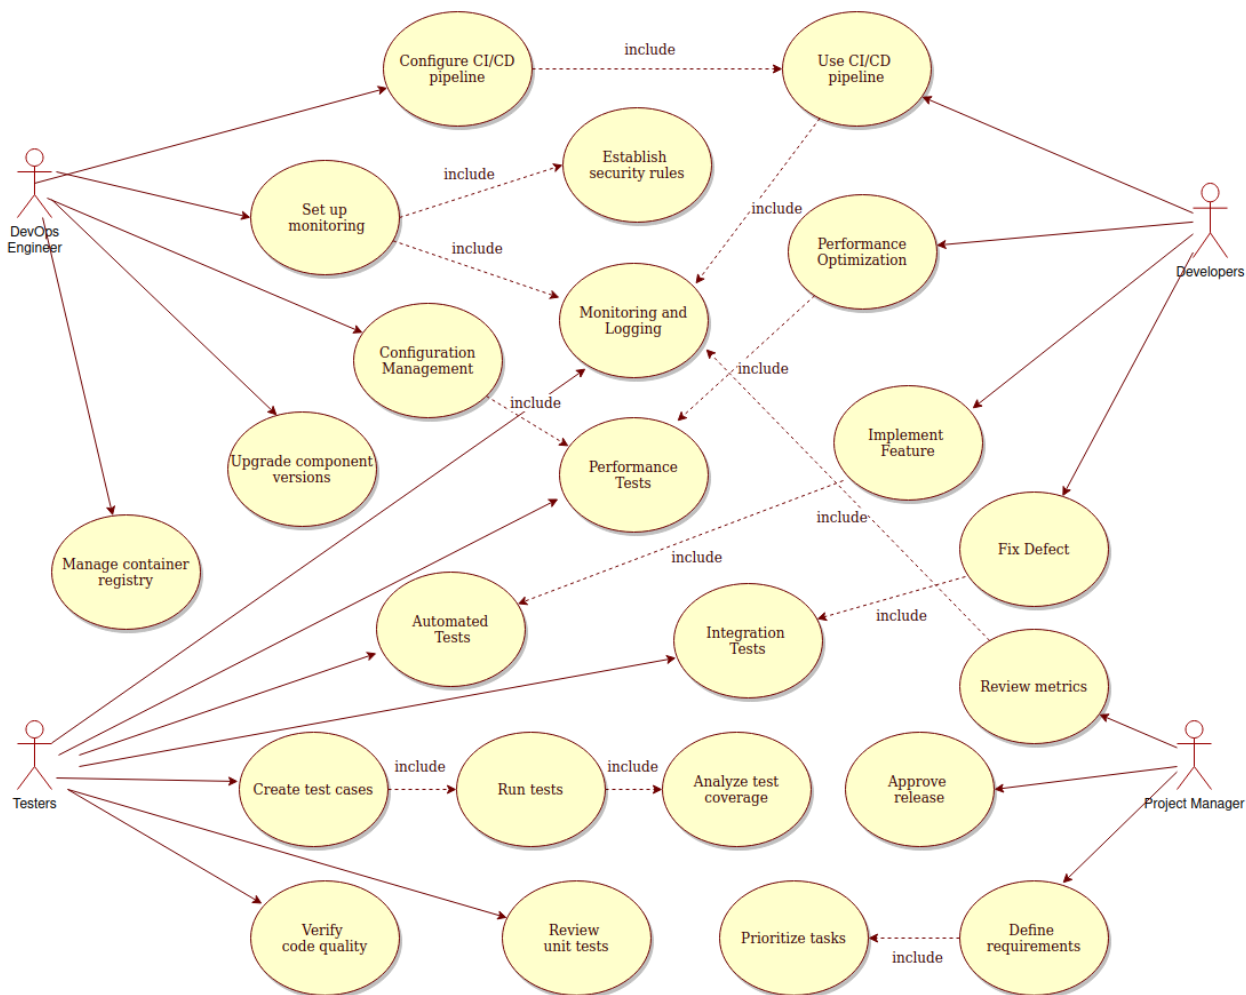 Configure CI/CD
pipeline
include
Use CI/CD
pipeline
Establish
security rules
include
Set up
monitoring
include
include
DevOps
Engineer
Performance
Optimization
Developers
Monitoring and
Logging
Configuration
Management
include
include
Implement
Feature
Upgrade component
versions
Performance
Tests
include
include
Fix Defect
Manage container
registry
Automated
Tests
Integration
Tests
include
Review metrics
Testers
Create test cases
include
Run tests
include
Analyze test
coverage
Approve
release
Project Manager
Verify
code quality
Review
unit tests
Prioritize tasks
include
Define
requirements